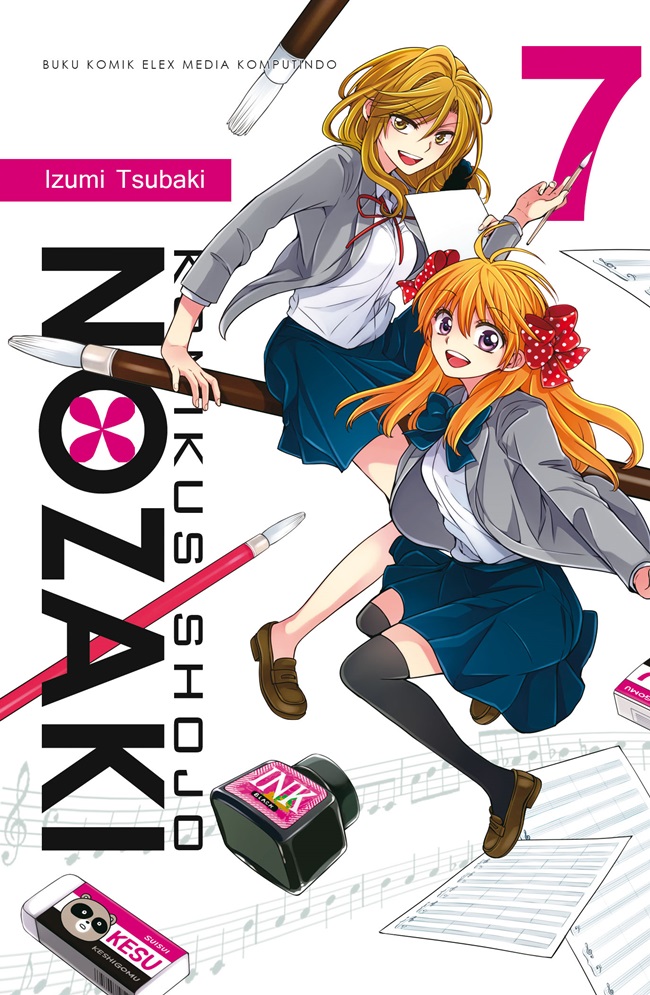 BUKU KOMIK ELEX MEDIA KOMPUTINDO
7
Izumi Tsubaki
KOMIKUS SHOJO
NOZAKI
INK
BLACK
SUISUI
KESU
KESHIGOMU